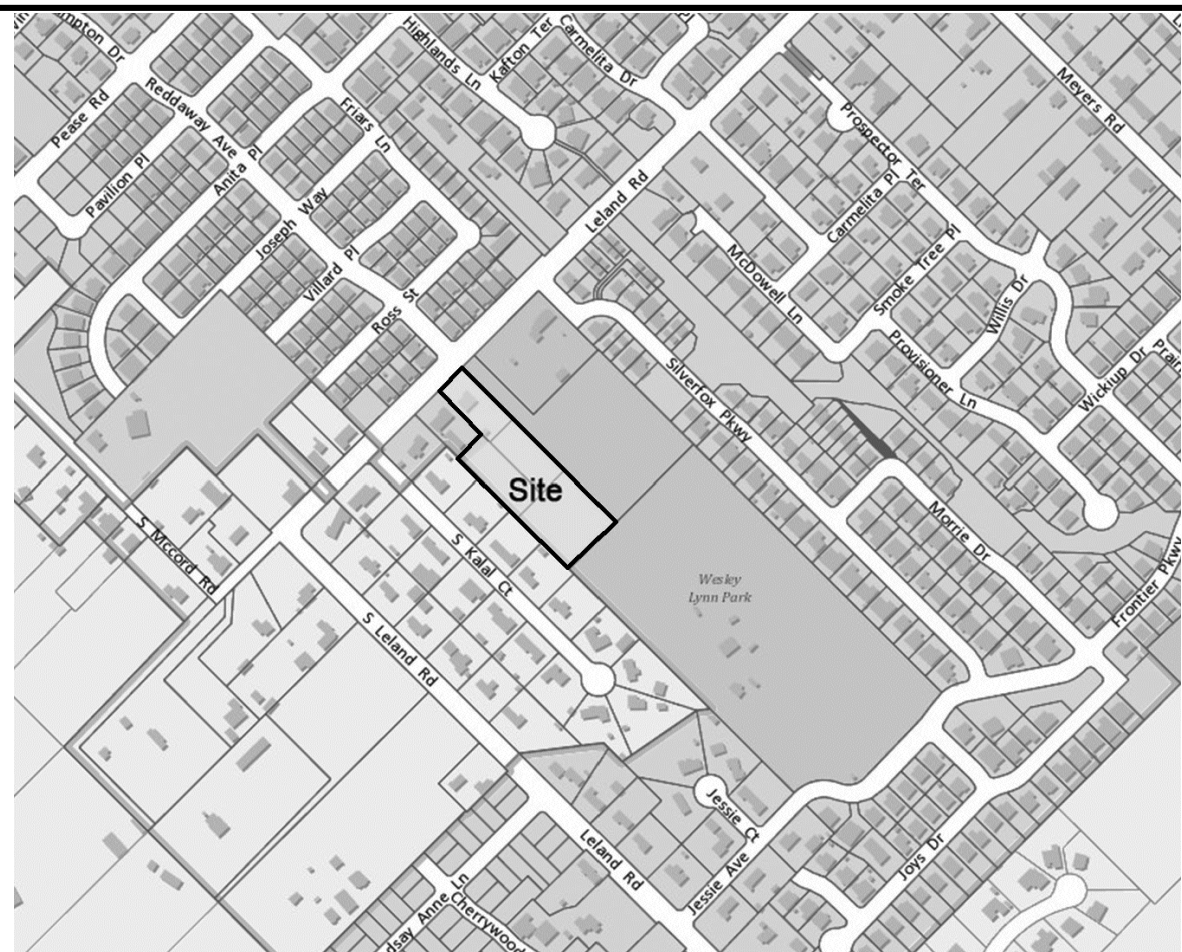 Highlands Ln
Kafton Ter
Carmelita Dr
Meyers Rd
Pease Rd
Reddaway Ave
Friars Ln
Prospector Ter
Pavilion Pl
Anita Pl
Joseph Way
Leland Rd
Carmelita Pl
Villard Pl
McDowell Ln
Smoke Tree Pl
Willis Dr
Ross St
Provisioner Ln
Wickiup Dr
Silverfox Pkwy
Site
S Mccord Rd
S Kalal Ct
Morrie Dr
Wesley
Lynn Park
Frontier Pkwy
S Leland Rd
Jessie Ct
Leland Rd
Jessie Ave
Joys Dr
Anne Ln